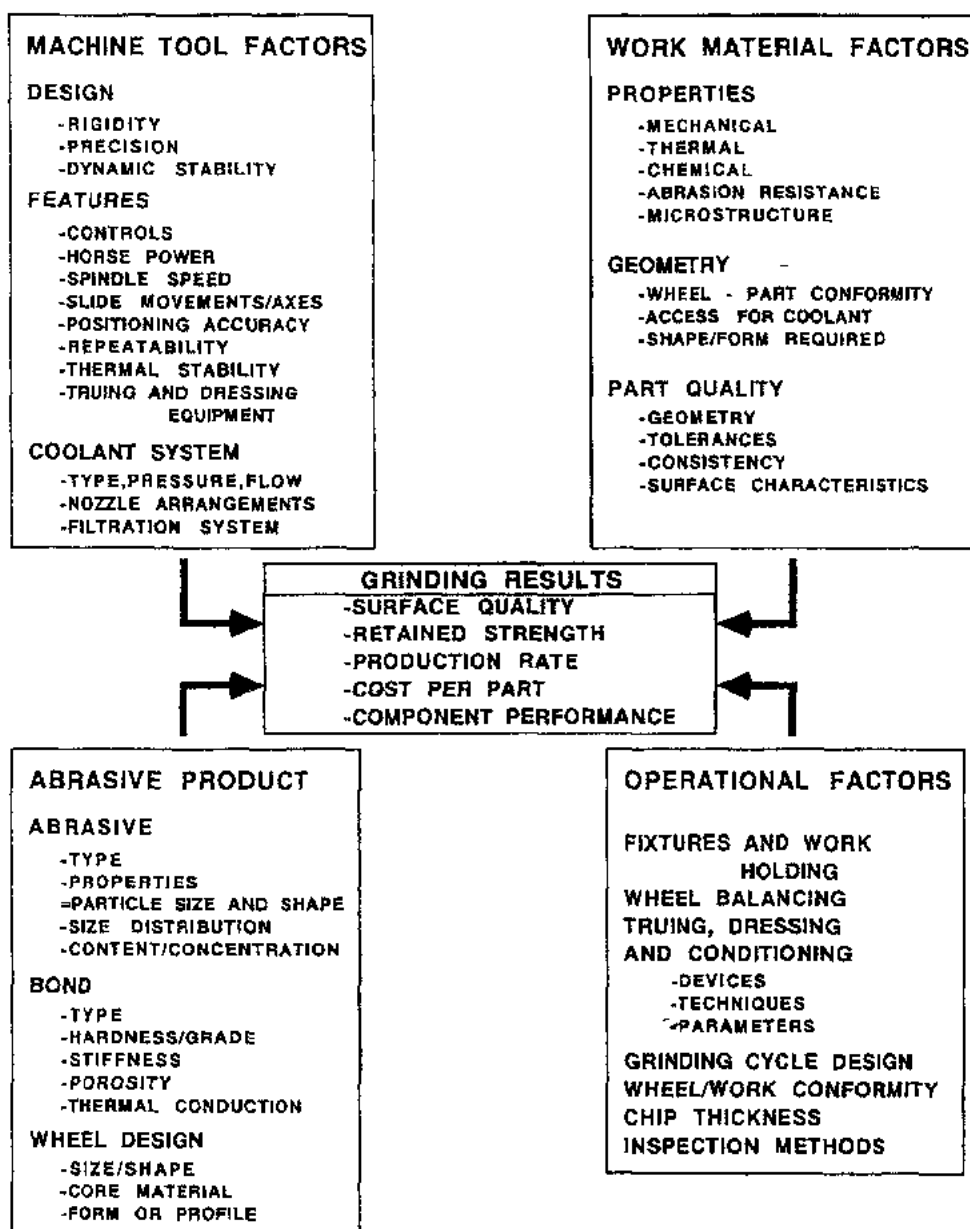 MACHINE TOOL FACTORS
DESIGN
-RIGIDITY
-PRECISION
-DYNAMIC STABILITY
FEATURES
-CONTROLS
-HORSE POWER
-SPINDLE SPEED
-SLIDE MOVEMENTS/AXES
-POSITIONING ACCURACY
-REPEATABILITY
-THERMAL STABILITY
-TRUING AND DRESSING
EQUIPMENT
COOLANT SYSTEM
-TYPE,PRESSURE,FLOW
-NOZZLE ARRANGEMENTS
-FILTRATION SYSTEM
WORK MATERIAL FACTORS
PROPERTIES
-MECHANICAL
-THERMAL
-CHEMICAL
-ABRASION RESISTANCE
-MICROSTRUCTURE
GEOMETRY
-WHEEL - PART CONFORMITY
-ACCESS FOR COOLANT
-SHAPE/FORM REQUIRED
PART QUALITY
-GEOMETRY
-TOLERANCES
-CONSISTENCY
-SURFACE CHARACTERISTICS
GRINDING RESULTS
-SURFACE QUALITY
-RETAINED STRENGTH
-PRODUCTION RATE
-COST PER PART
-COMPONENT PERFORMANCE
ABRASIVE PRODUCT
ABRASIVE
-TYPE
-PROPERTIES
=PARTICLE SIZE AND SHAPE
-SIZE DISTRIBUTION
-CONTENT/CONCENTRATION
BOND
-TYPE
-HARDNESS/GRADE
-STIFFNESS
-POROSITY
-THERMAL CONDUCTION
WHEEL DESIGN
-SIZE/SHAPE
-CORE MATERIAL
-FORM OR PROFILE
OPERATIONAL FACTORS
FIXTURES AND WORK
HOLDING
WHEEL BALANCING
TRUING, DRESSING
AND CONDITIONING
-DEVICES
-TECHNIQUES
-PARAMETERS
GRINDING CYCLE DESIGN
WHEEL/WORK CONFORMITY
CHIP THICKNESS
INSPECTION METHODS